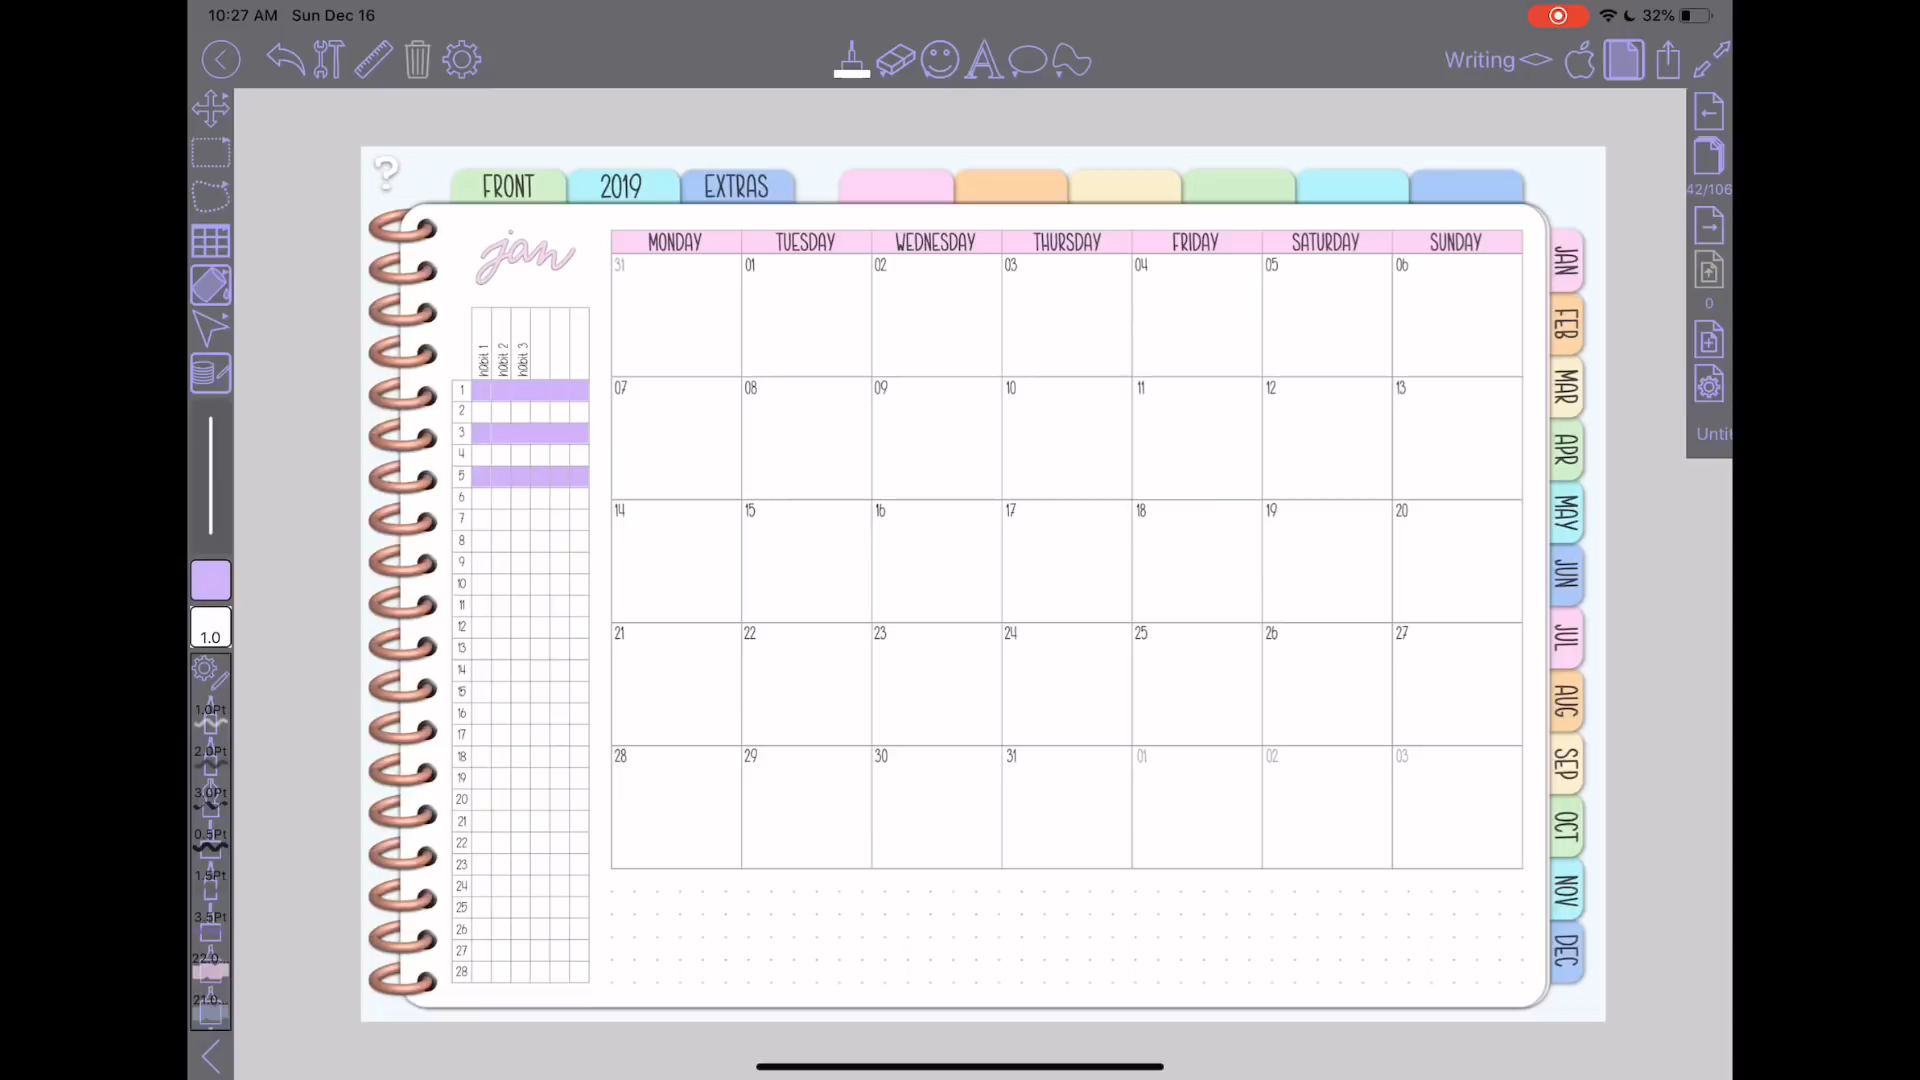 10:27 AM Sun Dec 16
32%
Writing
FRONT 2019 EXTRAS
42/106
0
1.0
1.0Pt
2.0Pt
3.0Pt
0.5Pt
1.5Pt
3.5Pt
22.0...
21.0...
jan
habit 1 habit 2 habit 3
1
2
3
4
5
6
7
8
9
10
11
12
13
14
15
16
17
18
19
20
21
22
23
24
25
26
27
28
MONDAY TUESDAY WEDNESDAY THURSDAY FRIDAY SATURDAY SUNDAY
31 01 02 03 04 05 06
07 08 09 10 11 12 13
14 15 16 17 18 19 20
21 22 23 24 25 26 27
28 29 30 31 01 02 03
JAN
FEB
MAR
APR
MAY
JUN
JUL
AUG
SEP
OCT
NOV
DEC